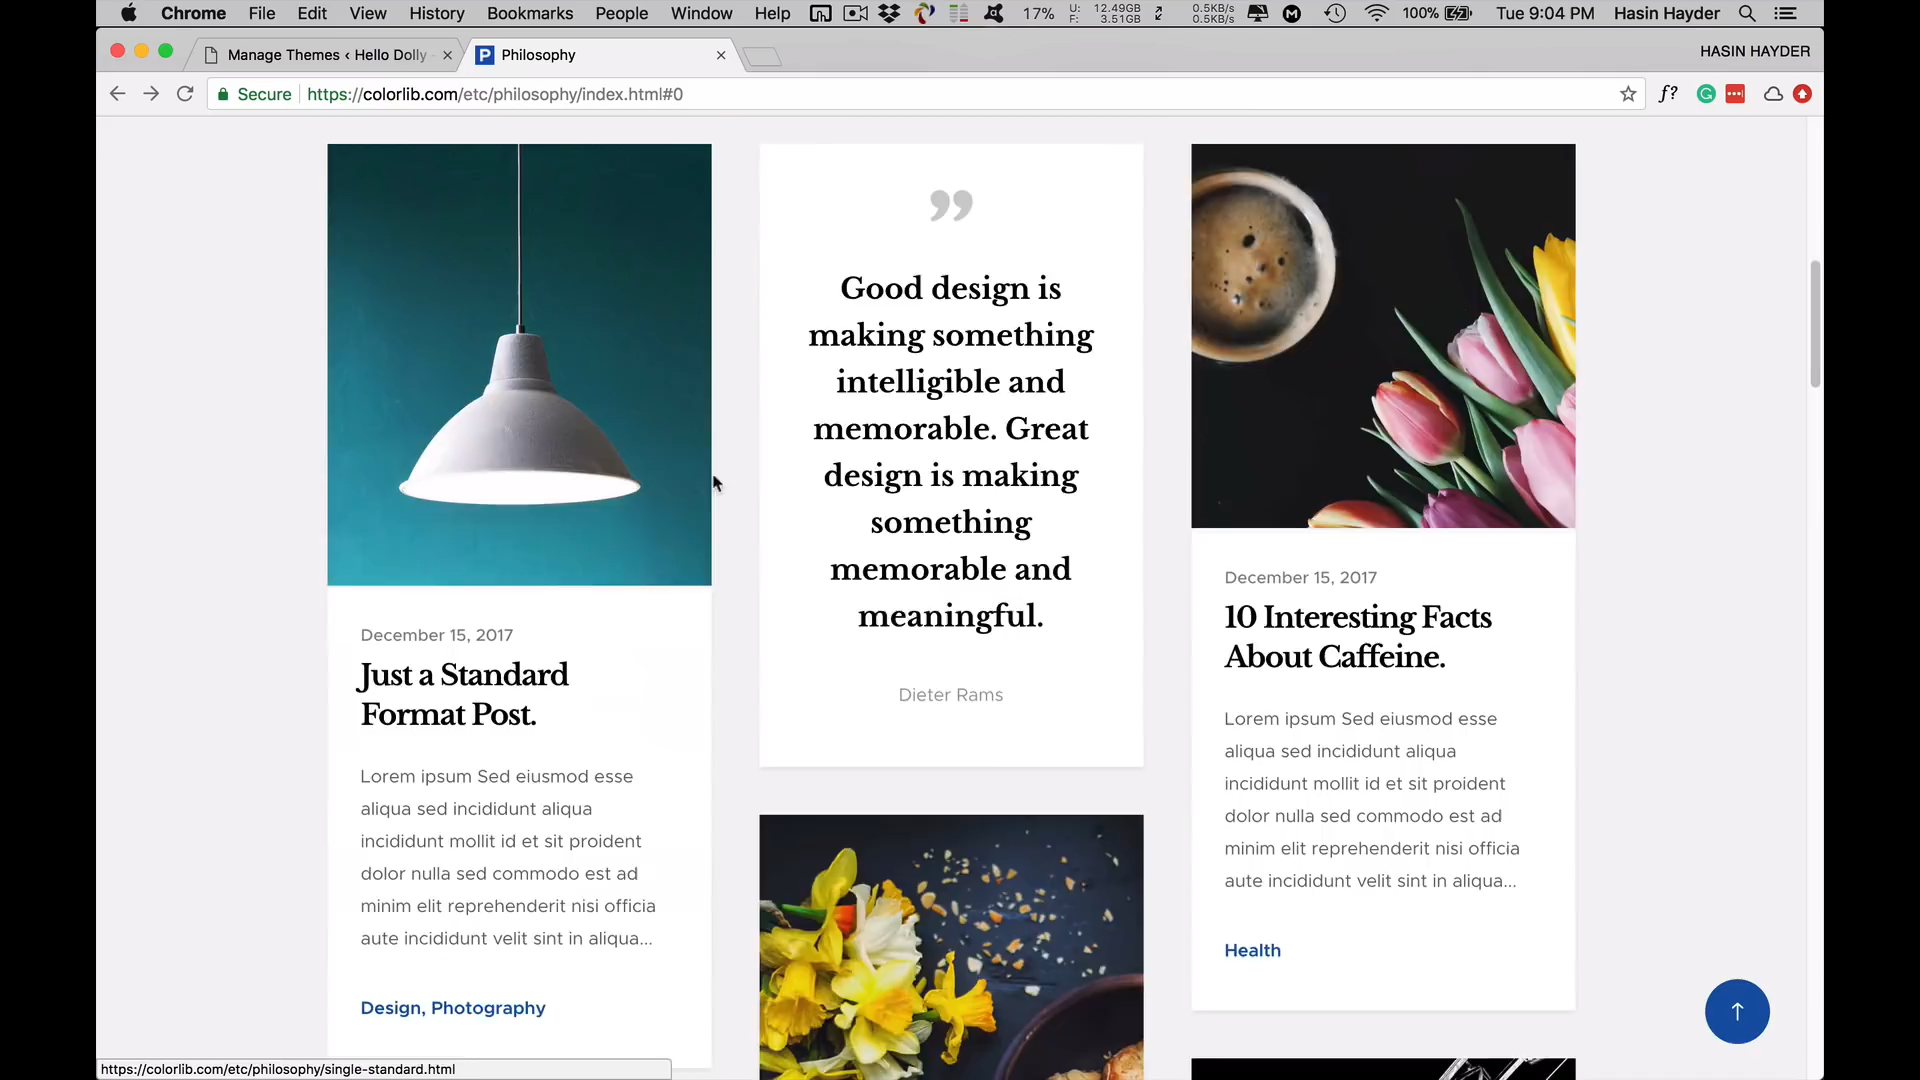 Chrome File Edit View History Bookmarks People Window Help 17% U: 12.49GB F: 3.51GB 0.5KB/s 0.5KB/s 100% Tue 9:04 PM Hasin Hayder
Manage Themes ‹ Hello Dolly
Philosophy
HASIN HAYDER
Secure https://colorlib.com/etc/philosophy/index.html#0
f?
December 15, 2017
Just a Standard
Format Post.
Lorem ipsum Sed eiusmod esse
aliqua sed incididunt aliqua
incididunt mollit id et sit proident
dolor nulla sed commodo est ad
minim elit reprehenderit nisi officia
aute incididunt velit sint in aliqua...
Design, Photography
”
Good design is
making something
intelligible and
memorable. Great
design is making
something
memorable and
meaningful.
Dieter Rams
December 15, 2017
10 Interesting Facts
About Caffeine.
Lorem ipsum Sed eiusmod esse
aliqua sed incididunt aliqua
incididunt mollit id et sit proident
dolor nulla sed commodo est ad
minim elit reprehenderit nisi officia
aute incididunt velit sint in aliqua...
Health
https://colorlib.com/etc/philosophy/single-standard.html